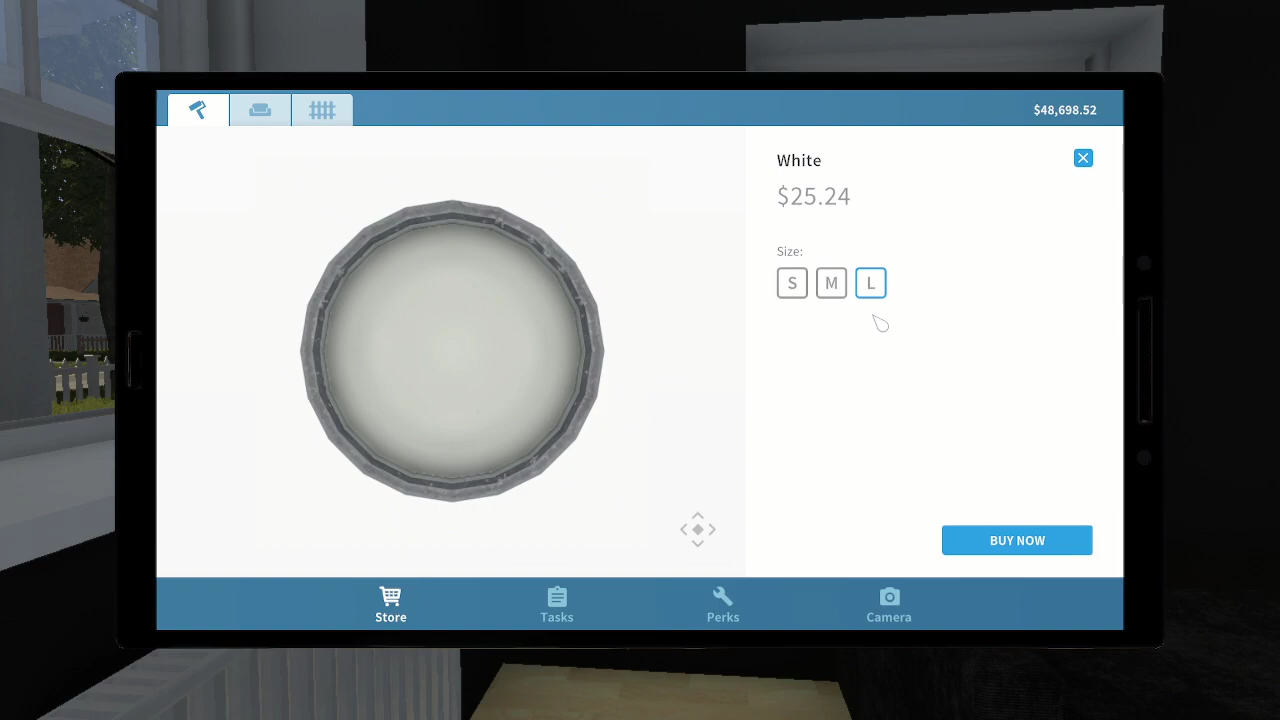 $48,698.52
White
$25.24
Size:
S M L
BUY NOW
Store Tasks Perks Camera